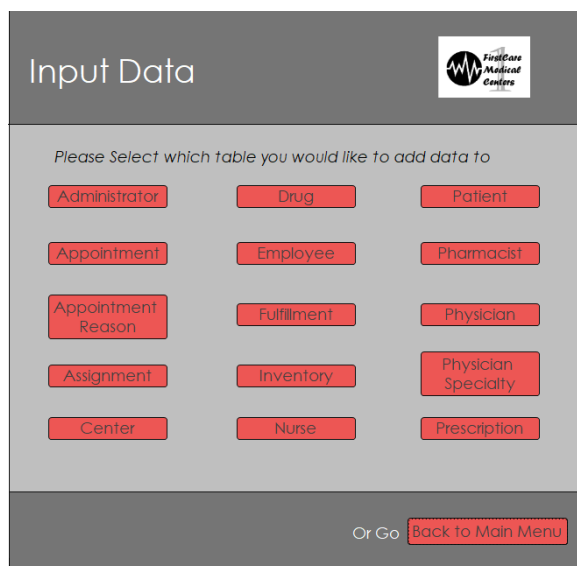 Input Data
FirstCare
Medical
Centers
Please Select which table you would like to add data to
Administrator
Drug
Patient
Appointment
Employee
Pharmacist
Appointment
Reason
Fulfillment
Physician
Assignment
Inventory
Physician
Specialty
Center
Nurse
Prescription
Or Go Back to Main Menu